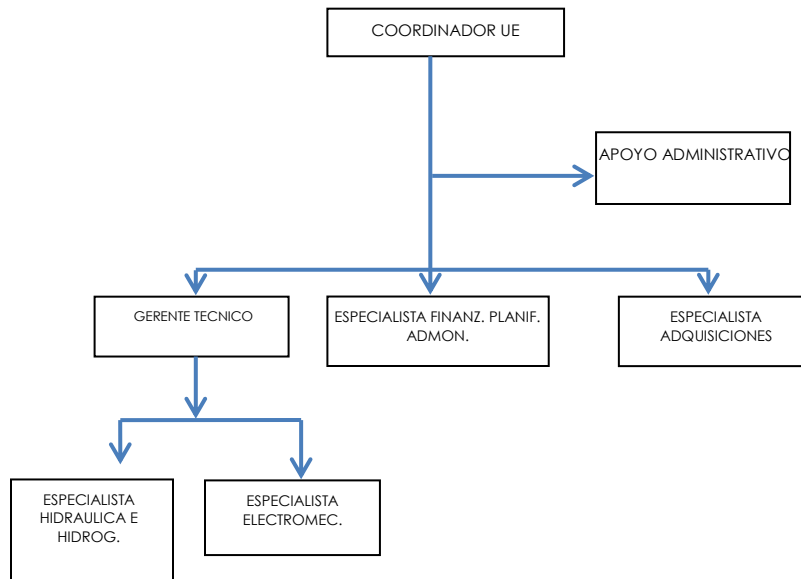 COORDINADOR UE
APOYO ADMINISTRATIVO
GERENTE TECNICO
ESPECIALISTA FINANZ. PLANIF.
ADMON.
ESPECIALISTA
ADQUISICIONES
ESPECIALISTA
HIDRAULICA E
HIDROG.
ESPECIALISTA
ELECTROMEC.